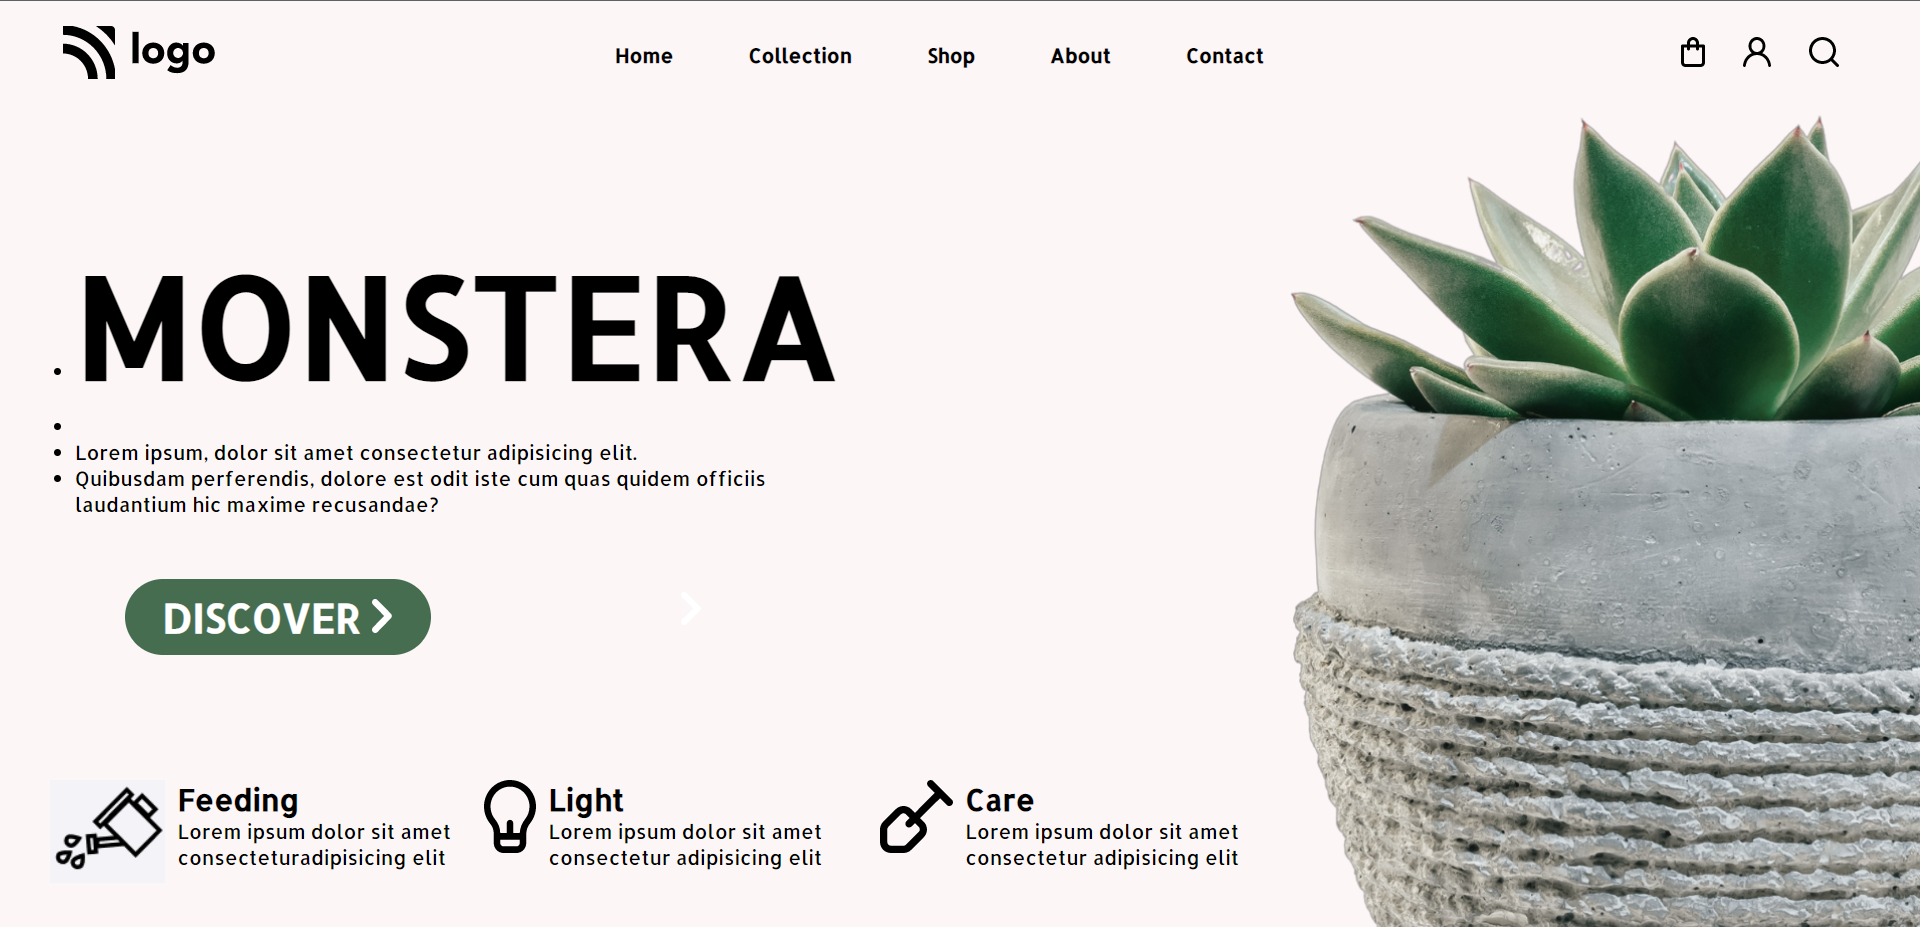 logo
Home Collection Shop About Contact
MONSTERA
Lorem ipsum, dolor sit amet consectetur adipisicing elit.
Quibusdam perferendis, dolore est odit iste cum quas quidem officiis
laudantium hic maxime recusandae?
DISCOVER
Feeding
Lorem ipsum dolor sit amet
consecteturadipisicing elit
Light
Lorem ipsum dolor sit amet
consectetur adipisicing elit
Care
Lorem ipsum dolor sit amet
consectetur adipisicing elit